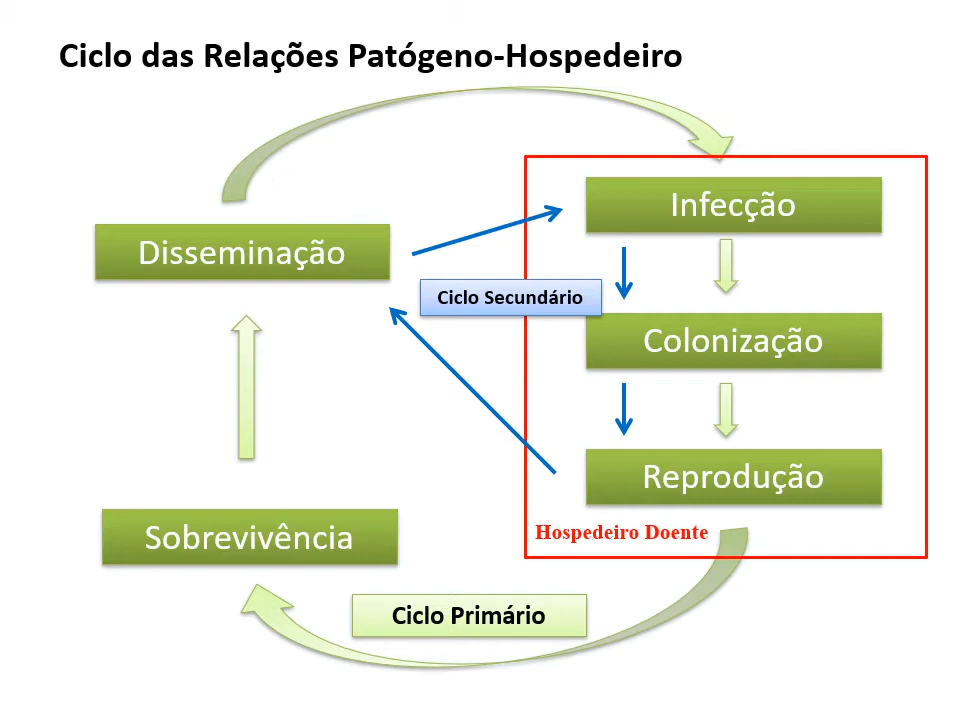 Ciclo das Relações Patógeno-Hospedeiro
Infecção
Disseminação
Ciclo Secundário
Colonização
Reprodução
Hospedeiro Doente
Sobrevivência
Ciclo Primário